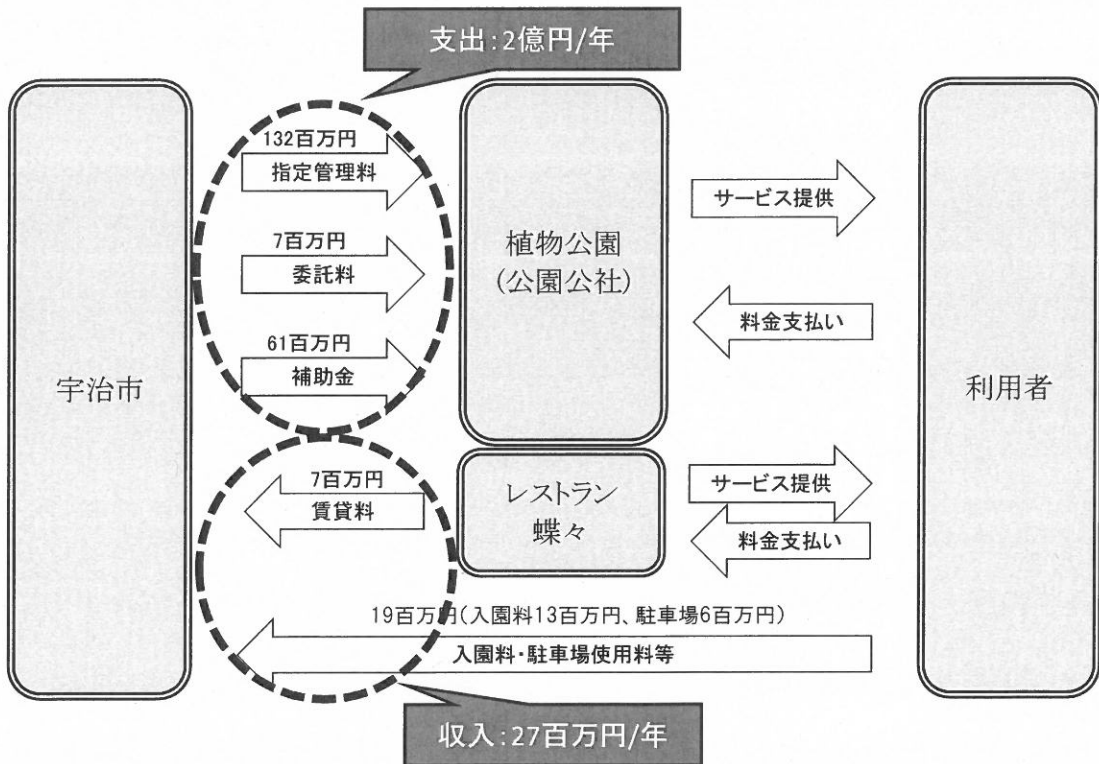 支出:2億円/年
宇治市
132百万円
指定管理料
7百万円
委託料
61百万円
補助金
植物公園
(公園公社)
サービス提供
料金支払い
利用者
7百万円
賃貸料
レストラン
蝶々
サービス提供
料金支払い
19百万円(入園料13百万円、駐車場6百万円)
入園料・駐車場使用料等
収入:27百万円/年